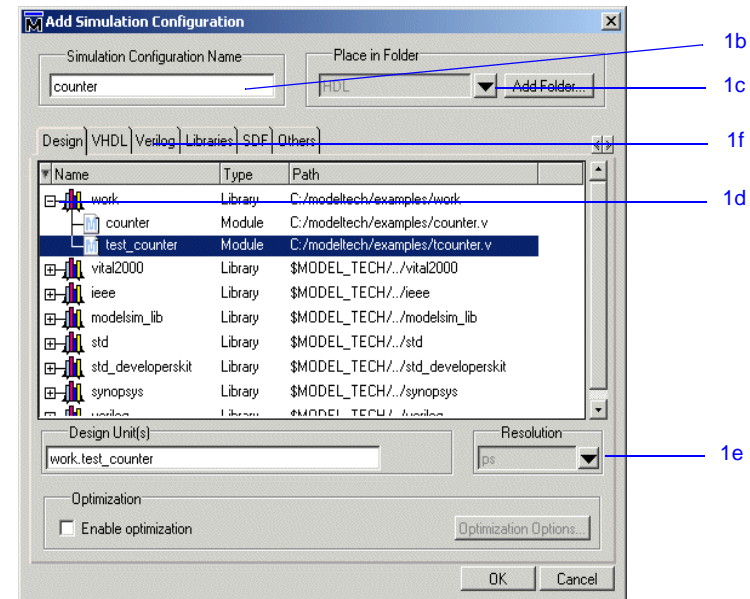 Add Simulation Configuration
Simulation Configuration Name
Place in Folder
1b
counter
HDL
Add Folder...
1c
Design VHDL Verilog Libraries SDF Others
1f
Name Type Path
work Library C:/modeltech/examples/work
1d
counter Module C:/modeltech/examples/counter.v
test_counter Module C:/modeltech/examples/tcounter.v
vital2000 Library $MODEL_TECH/../vital2000
ieee Library $MODEL_TECH/../ieee
modelsim_lib Library $MODEL_TECH/../modelsim_lib
std Library $MODEL_TECH/../std
std_developerskit Library $MODEL_TECH/../std_developerskit
synopsys Library $MODEL_TECH/../synopsys
verilog Library $MODEL_TECH/../verilog
Design Unit(s)
Resolution
work.test_counter
ps
1e
Optimization
Enable optimization
Optimization Options...
OK Cancel